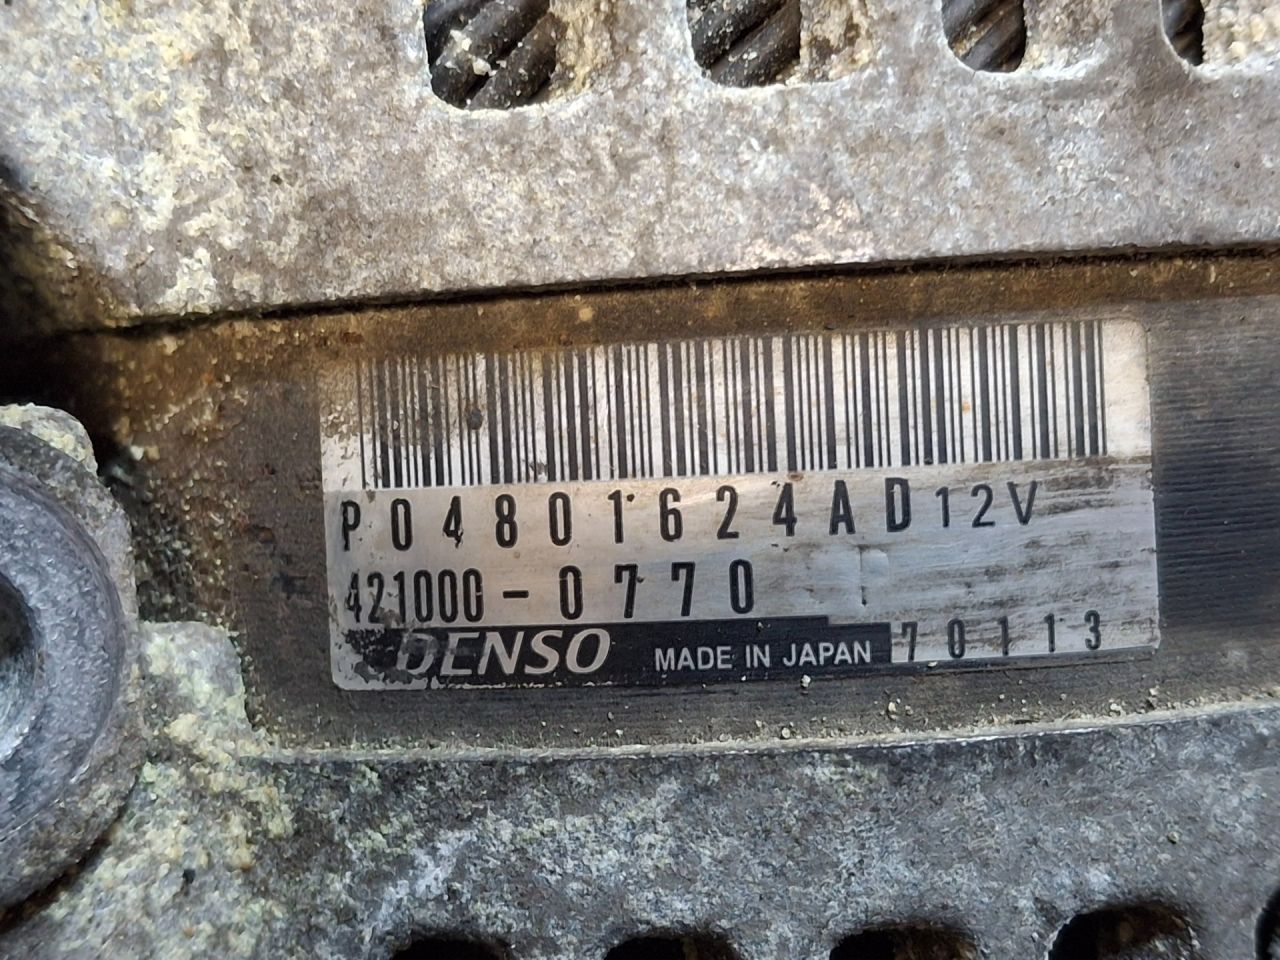 P04801624AD12V
421000-0770
DENSO MADE IN JAPAN 70113